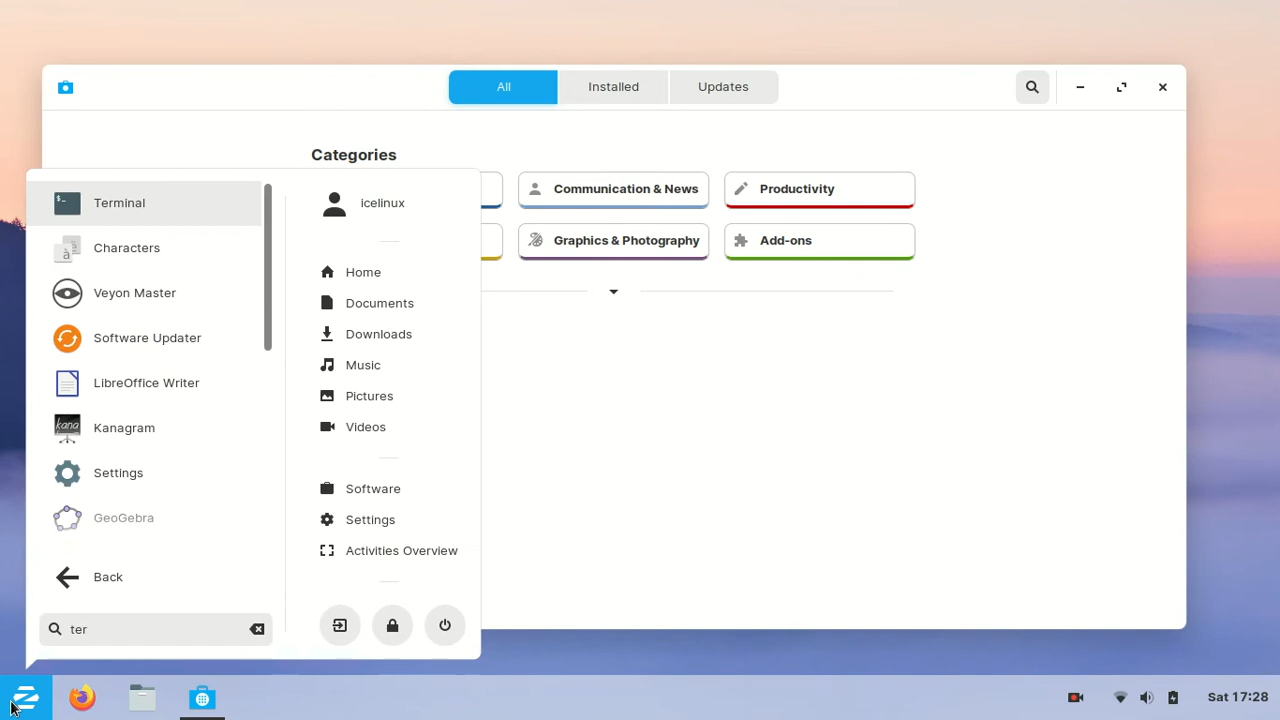 All
Installed
Updates
Categories
Communication & News
Productivity
Graphics & Photography
Add-ons
Terminal
Characters
Veyon Master
Software Updater
LibreOffice Writer
Kanagram
Settings
GeoGebra
Back
ter
icelinux
Home
Documents
Downloads
Music
Pictures
Videos
Software
Settings
Activities Overview
Sat 17:28